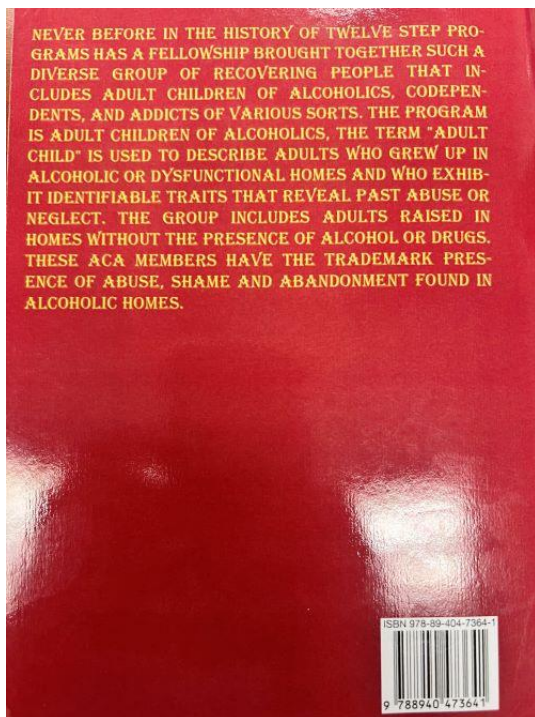 NEVER BEFORE IN THE HISTORY OF TWELVE STEP PRO-
GRAMS HAS A FELLOWSHIP BROUGHT TOGETHER SUCH A
DIVERSE GROUP OF RECOVERING PEOPLE THAT IN-
CLUDES ADULT CHILDREN OF ALCOHOLICS, CODEPEN-
DENTS, AND ADDICTS OF VARIOUS SORTS. THE PROGRAM
IS ADULT CHILDREN OF ALCOHOLICS, THE TERM "ADULT
CHILD" IS USED TO DESCRIBE ADULTS WHO GREW UP IN
ALCOHOLIC OR DYSFUNCTIONAL HOMES AND WHO EXHIB-
IT IDENTIFIABLE TRAITS THAT REVEAL PAST ABUSE OR
NEGLECT. THE GROUP INCLUDES ADULTS RAISED IN
HOMES WITHOUT THE PRESENCE OF ALCOHOL OR DRUGS.
THESE ACA MEMBERS HAVE THE TRADEMARK PRES-
ENCE OF ABUSE, SHAME AND ABANDONMENT FOUND IN
ALCOHOLIC HOMES.
ISBN 978-89-404-7364-1
9 788940 473641